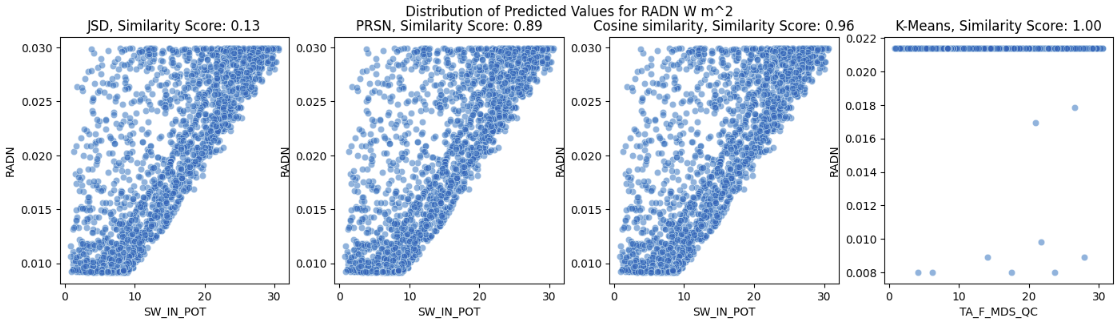 Distribution of Predicted Values for RADN W m^2
JSD, Similarity Score: 0.13
0.030
0.025
0.020
0.015
0.010
RADN
0 10 20 30
SW_IN_POT
PRSN, Similarity Score: 0.89
0.030
0.025
0.020
0.015
0.010
RADN
0 10 20 30
SW_IN_POT
Cosine similarity, Similarity Score: 0.96
0.030
0.025
0.020
0.015
0.010
RADN
0 10 20 30
SW_IN_POT
K-Means, Similarity Score: 1.00
0.022
0.020
0.018
0.016
0.014
0.012
0.010
0.008
RADN
0 10 20 30
TA_F_MDS_QC